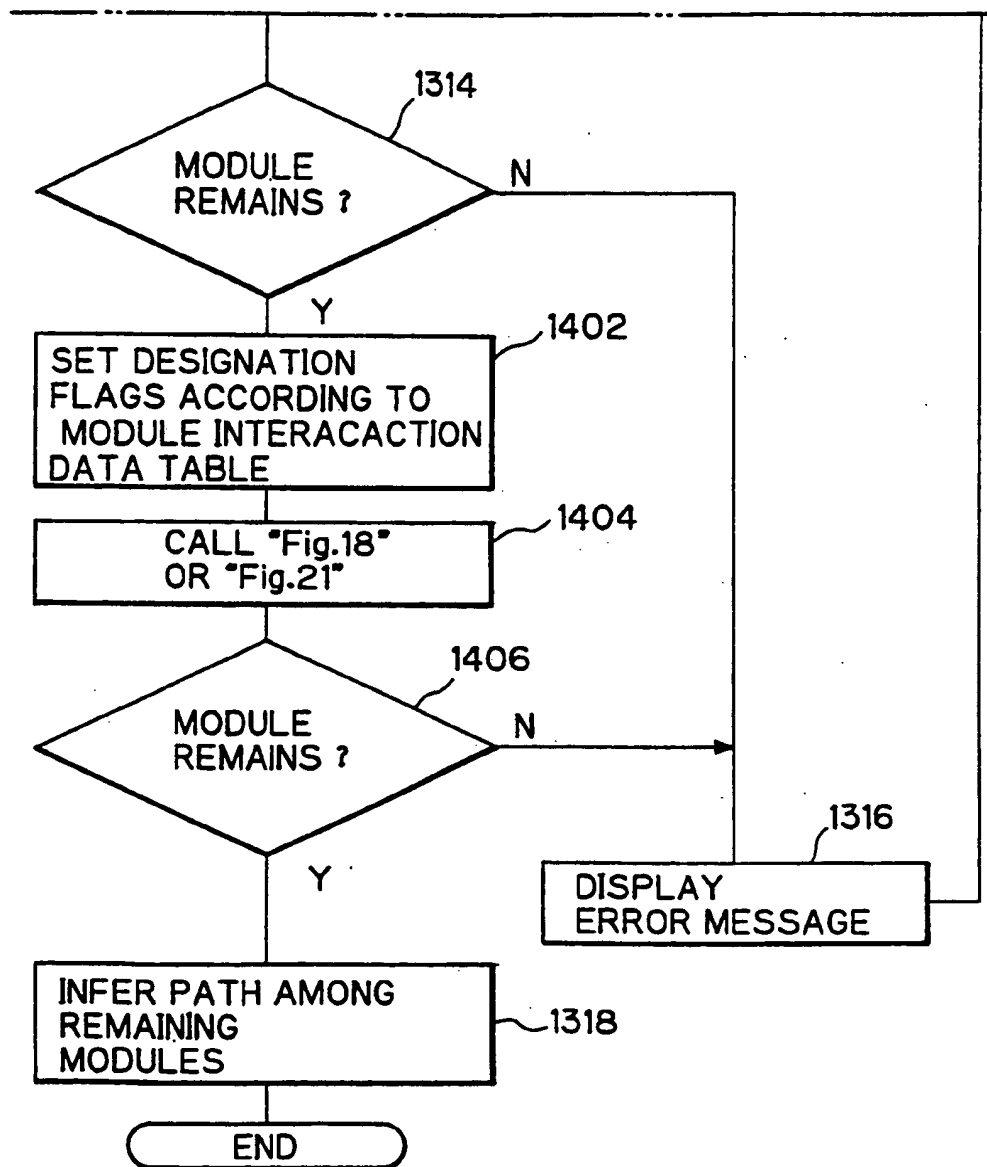 1314
MODULE
REMAINS ?
N
Y
1402
SET DESIGNATION
FLAGS ACCORDING TO
MODULE INTERACACTION
DATA TABLE
1404
CALL "Fig.18"
OR "Fig.21"
1406
MODULE
REMAINS ?
N
Y
1316
DISPLAY
ERROR MESSAGE
INFER PATH AMONG
REMAINING
MODULES
1318
END